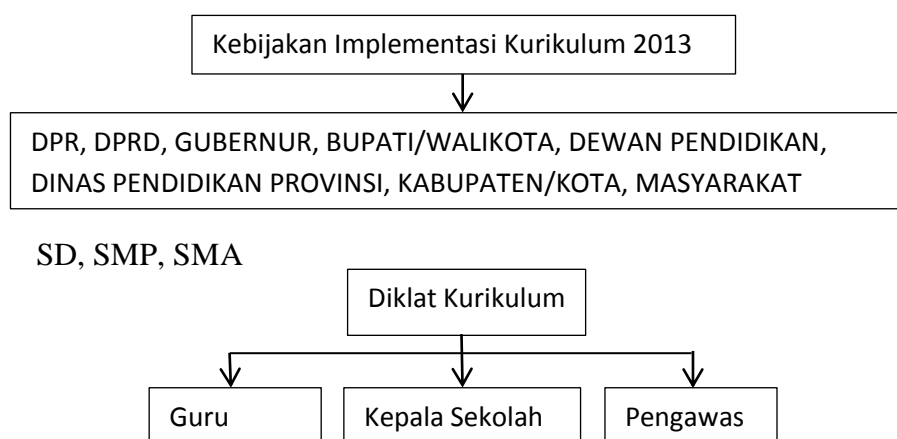 Kebijakan Implementasi Kurikulum 2013
DPR, DPRD, GUBERNUR, BUPATI/WALIKOTA, DEWAN PENDIDIKAN,
DINAS PENDIDIKAN PROVINSI, KABUPATEN/KOTA, MASYARAKAT
SD, SMP, SMA
Diklat Kurikulum
Guru
Kepala Sekolah
Pengawas